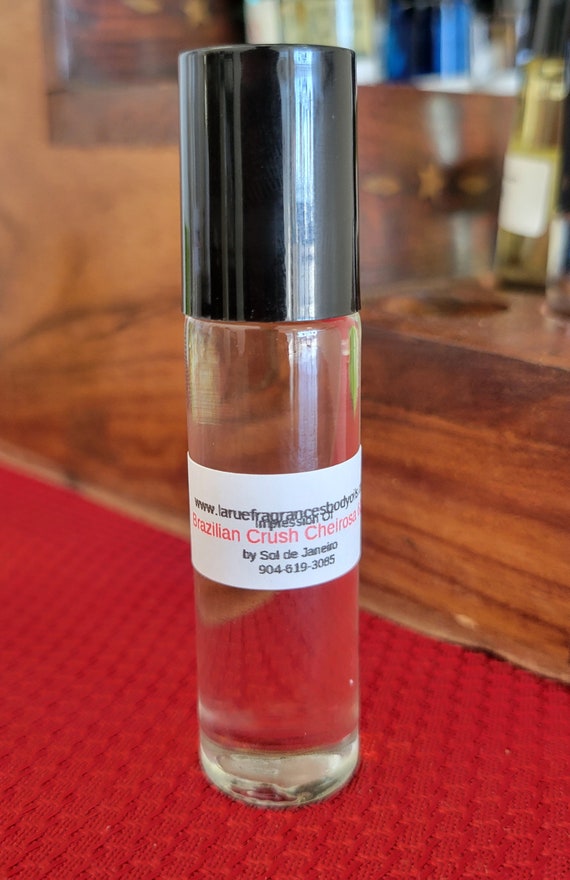 www.laruefragrancesbodyoils.
Impression Of
Brazilian Crush Cheirosa
by Sol de Janeiro
904-619-3085